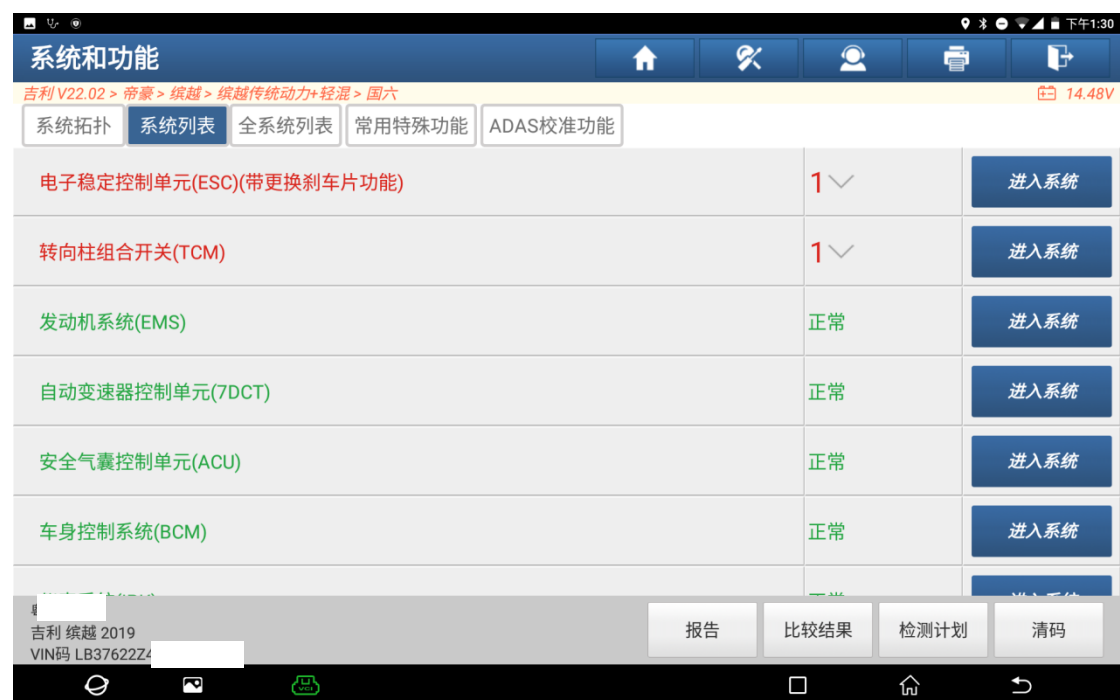 下午1:30
系统和功能
吉利 V22.02 > 帝豪 > 缤越 > 缤越传统动力+轻混 > 国六
14.48V
系统拓扑 系统列表 全系统列表 常用特殊功能 ADAS校准功能
电子稳定控制单元(ESC)(带更换刹车片功能) 1 进入系统
转向柱组合开关(TCM) 1 进入系统
发动机系统(EMS) 正常 进入系统
自动变速器控制单元(7DCT) 正常 进入系统
安全气囊控制单元(ACU) 正常 进入系统
车身控制系统(BCM) 正常 进入系统
吉利 缤越 2019
VIN码 LB37622Z4
报告 比较结果 检测计划 清码
VCI